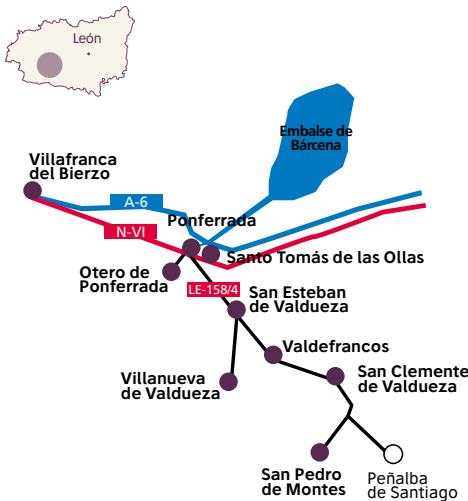 León
Embalse de
Bárcena
Villafranca
del Bierzo
A-6
Ponferrada
N-VI
Santo Tomás de las Ollas
Otero de
Ponferrada
LE-158/4
San Esteban
de Valdueza
Valdefrancos
San Clemente
de Valdueza
Villanueva
de Valdueza
San Pedro
de Montes
Peñalba
de Santiago